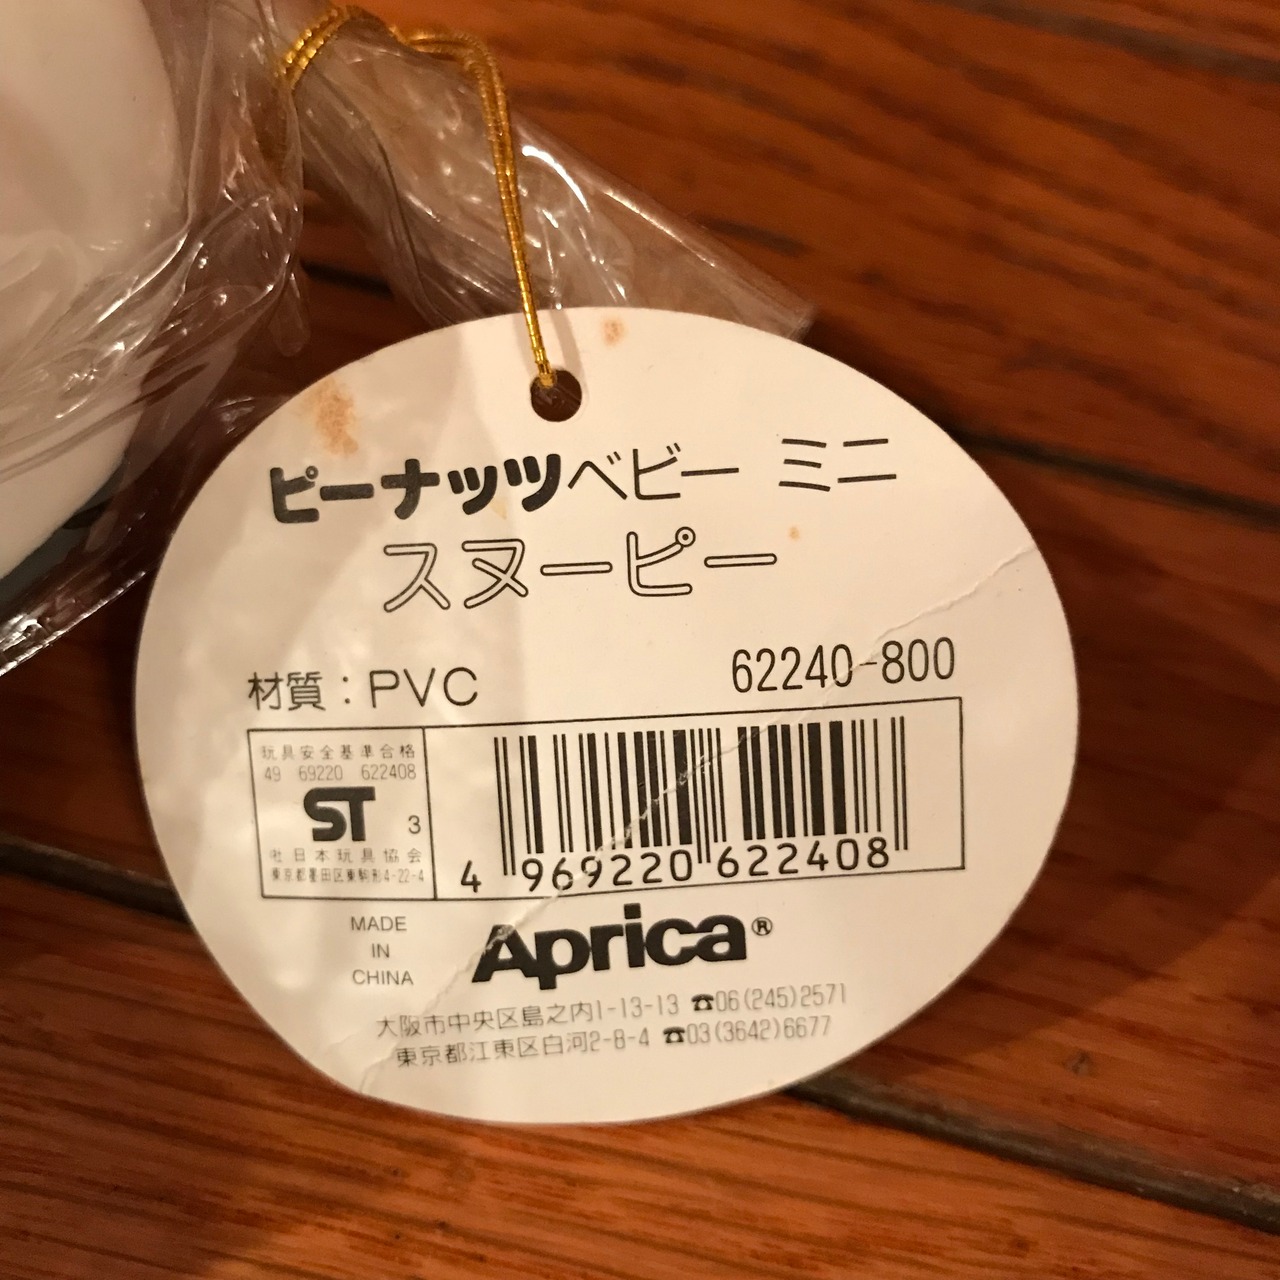 ピーナッツベビー ミニ
スヌーピー
材質：PVC
62240-800
玩具安全基準合格
49 69220 622408
ST 3
社日本玩具協会
東京都墨田区東駒形4-22-4
4 969220 622408
MADE
IN
CHINA
Aprica®
大阪市中央区島之内1-13-13 ☎06(245)2571
東京都江東区白河2-8-4 ☎03(3642)6677